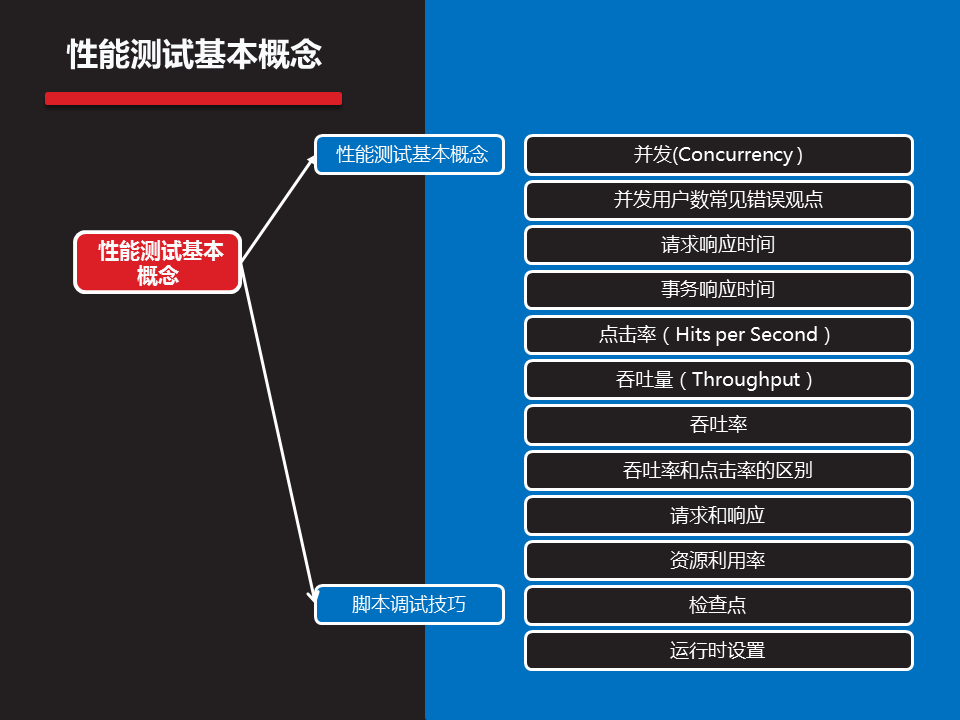 性能测试基本概念
性能测试基本概念
性能测试基本
概念
脚本调试技巧
并发(Concurrency)
并发用户数常见错误观点
请求响应时间
事务响应时间
点击率（Hits per Second）
吞吐量（Throughput）
吞吐率
吞吐率和点击率的区别
请求和响应
资源利用率
检查点
运行时设置